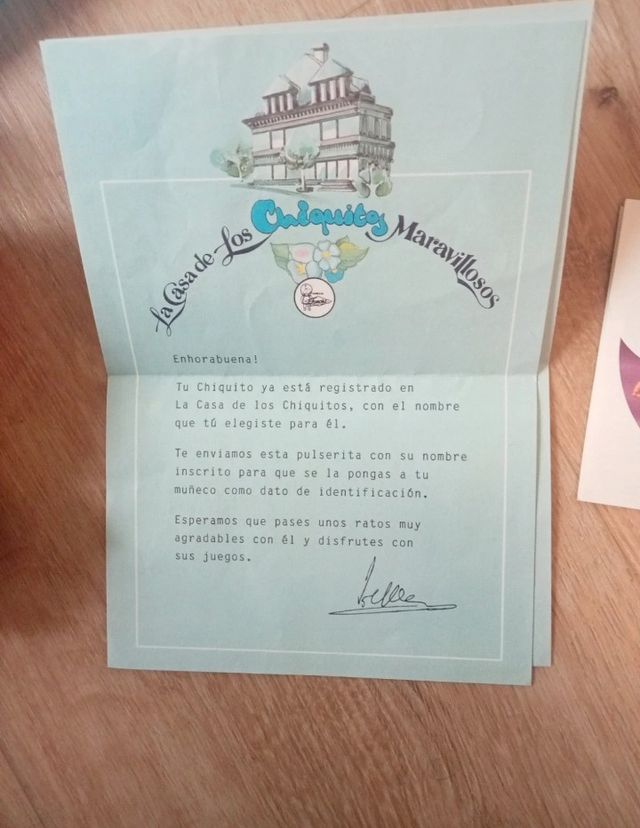 La Casa de Los Chiquitos Maravillosos
Enhorabuena!
Tu Chiquito ya está registrado en
La Casa de los Chiquitos, con el nombre
que tú elegiste para él.
Te enviamos esta pulserita con su nombre
inscrito para que se la pongas a tu
muñeco como dato de identificación.
Esperamos que pases unos ratos muy
agradables con él y disfrutes con
sus juegos.